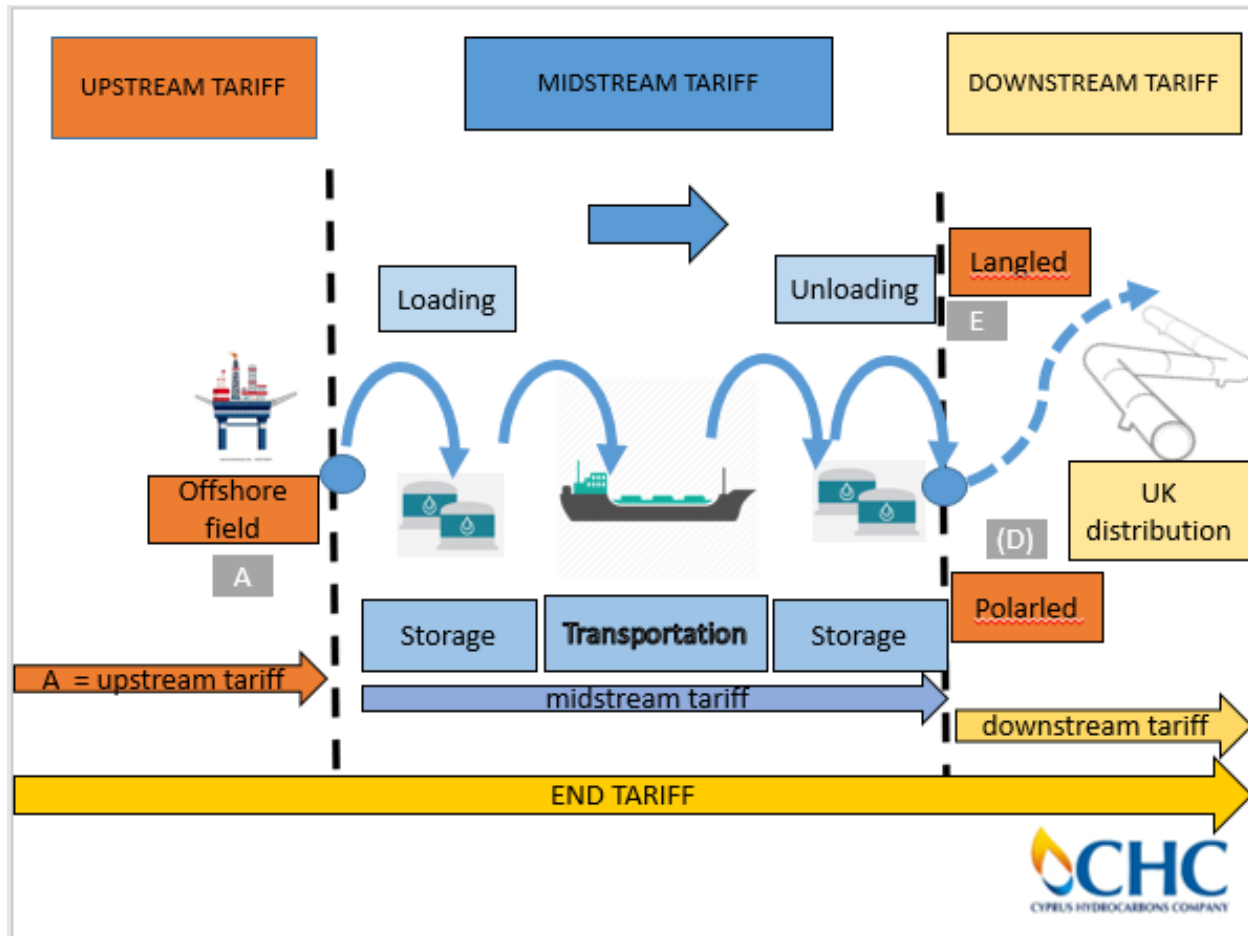 UPSTREAM TARIFF
MIDSTREAM TARIFF
DOWNSTREAM TARIFF
Loading
Unloading
Langled
E
Offshore
field
A
(D)
UK
distribution
Polarled
Storage
Transportation
Storage
A = upstream tariff
midstream tariff
downstream tariff
END TARIFF
CHC
CYPRUS HYDROCARBONS COMPANY